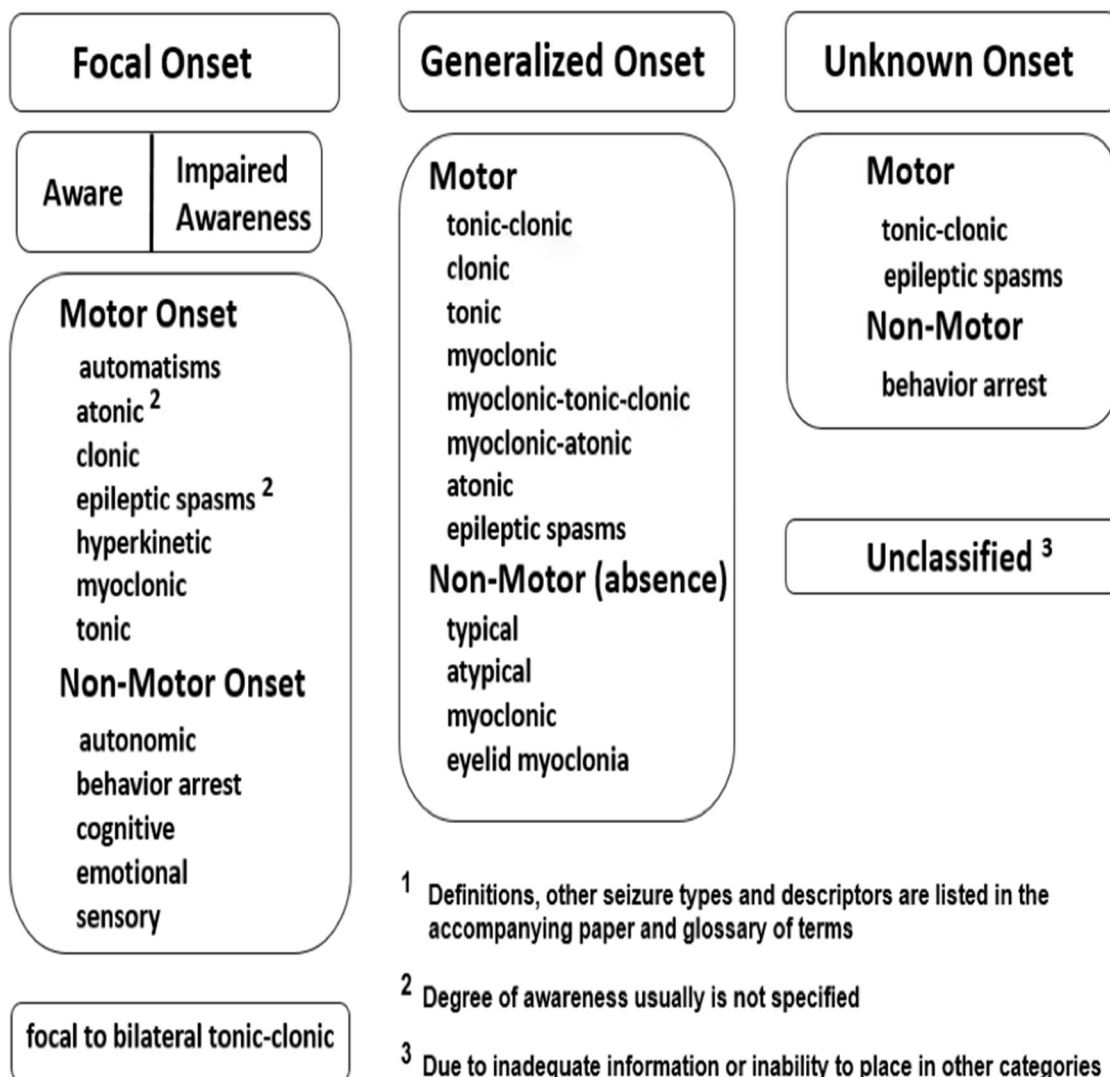 Focal Onset
Aware
Impaired
Awareness
Motor Onset
automatisms
atonic 2
clonic
epileptic spasms 2
hyperkinetic
myoclonic
tonic
Non-Motor Onset
autonomic
behavior arrest
cognitive
emotional
sensory
focal to bilateral tonic-clonic
Generalized Onset
Motor
tonic-clonic
clonic
tonic
myoclonic
myoclonic-tonic-clonic
myoclonic-atonic
atonic
epileptic spasms
Non-Motor (absence)
typical
atypical
myoclonic
eyelid myoclonia
Unknown Onset
Motor
tonic-clonic
epileptic spasms
Non-Motor
behavior arrest
Unclassified 3
1 Definitions, other seizure types and descriptors are listed in the
accompanying paper and glossary of terms
2 Degree of awareness usually is not specified
3 Due to inadequate information or inability to place in other categories